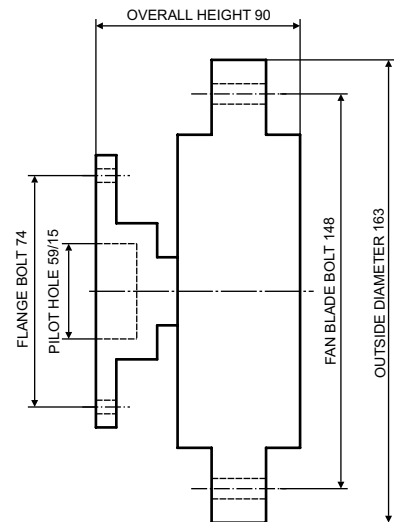 OVERALL HEIGHT 90
FLANGE BOLT 74
PILOT HOLE 59/15
FAN BLADE BOLT 148
OUTSIDE DIAMETER 163